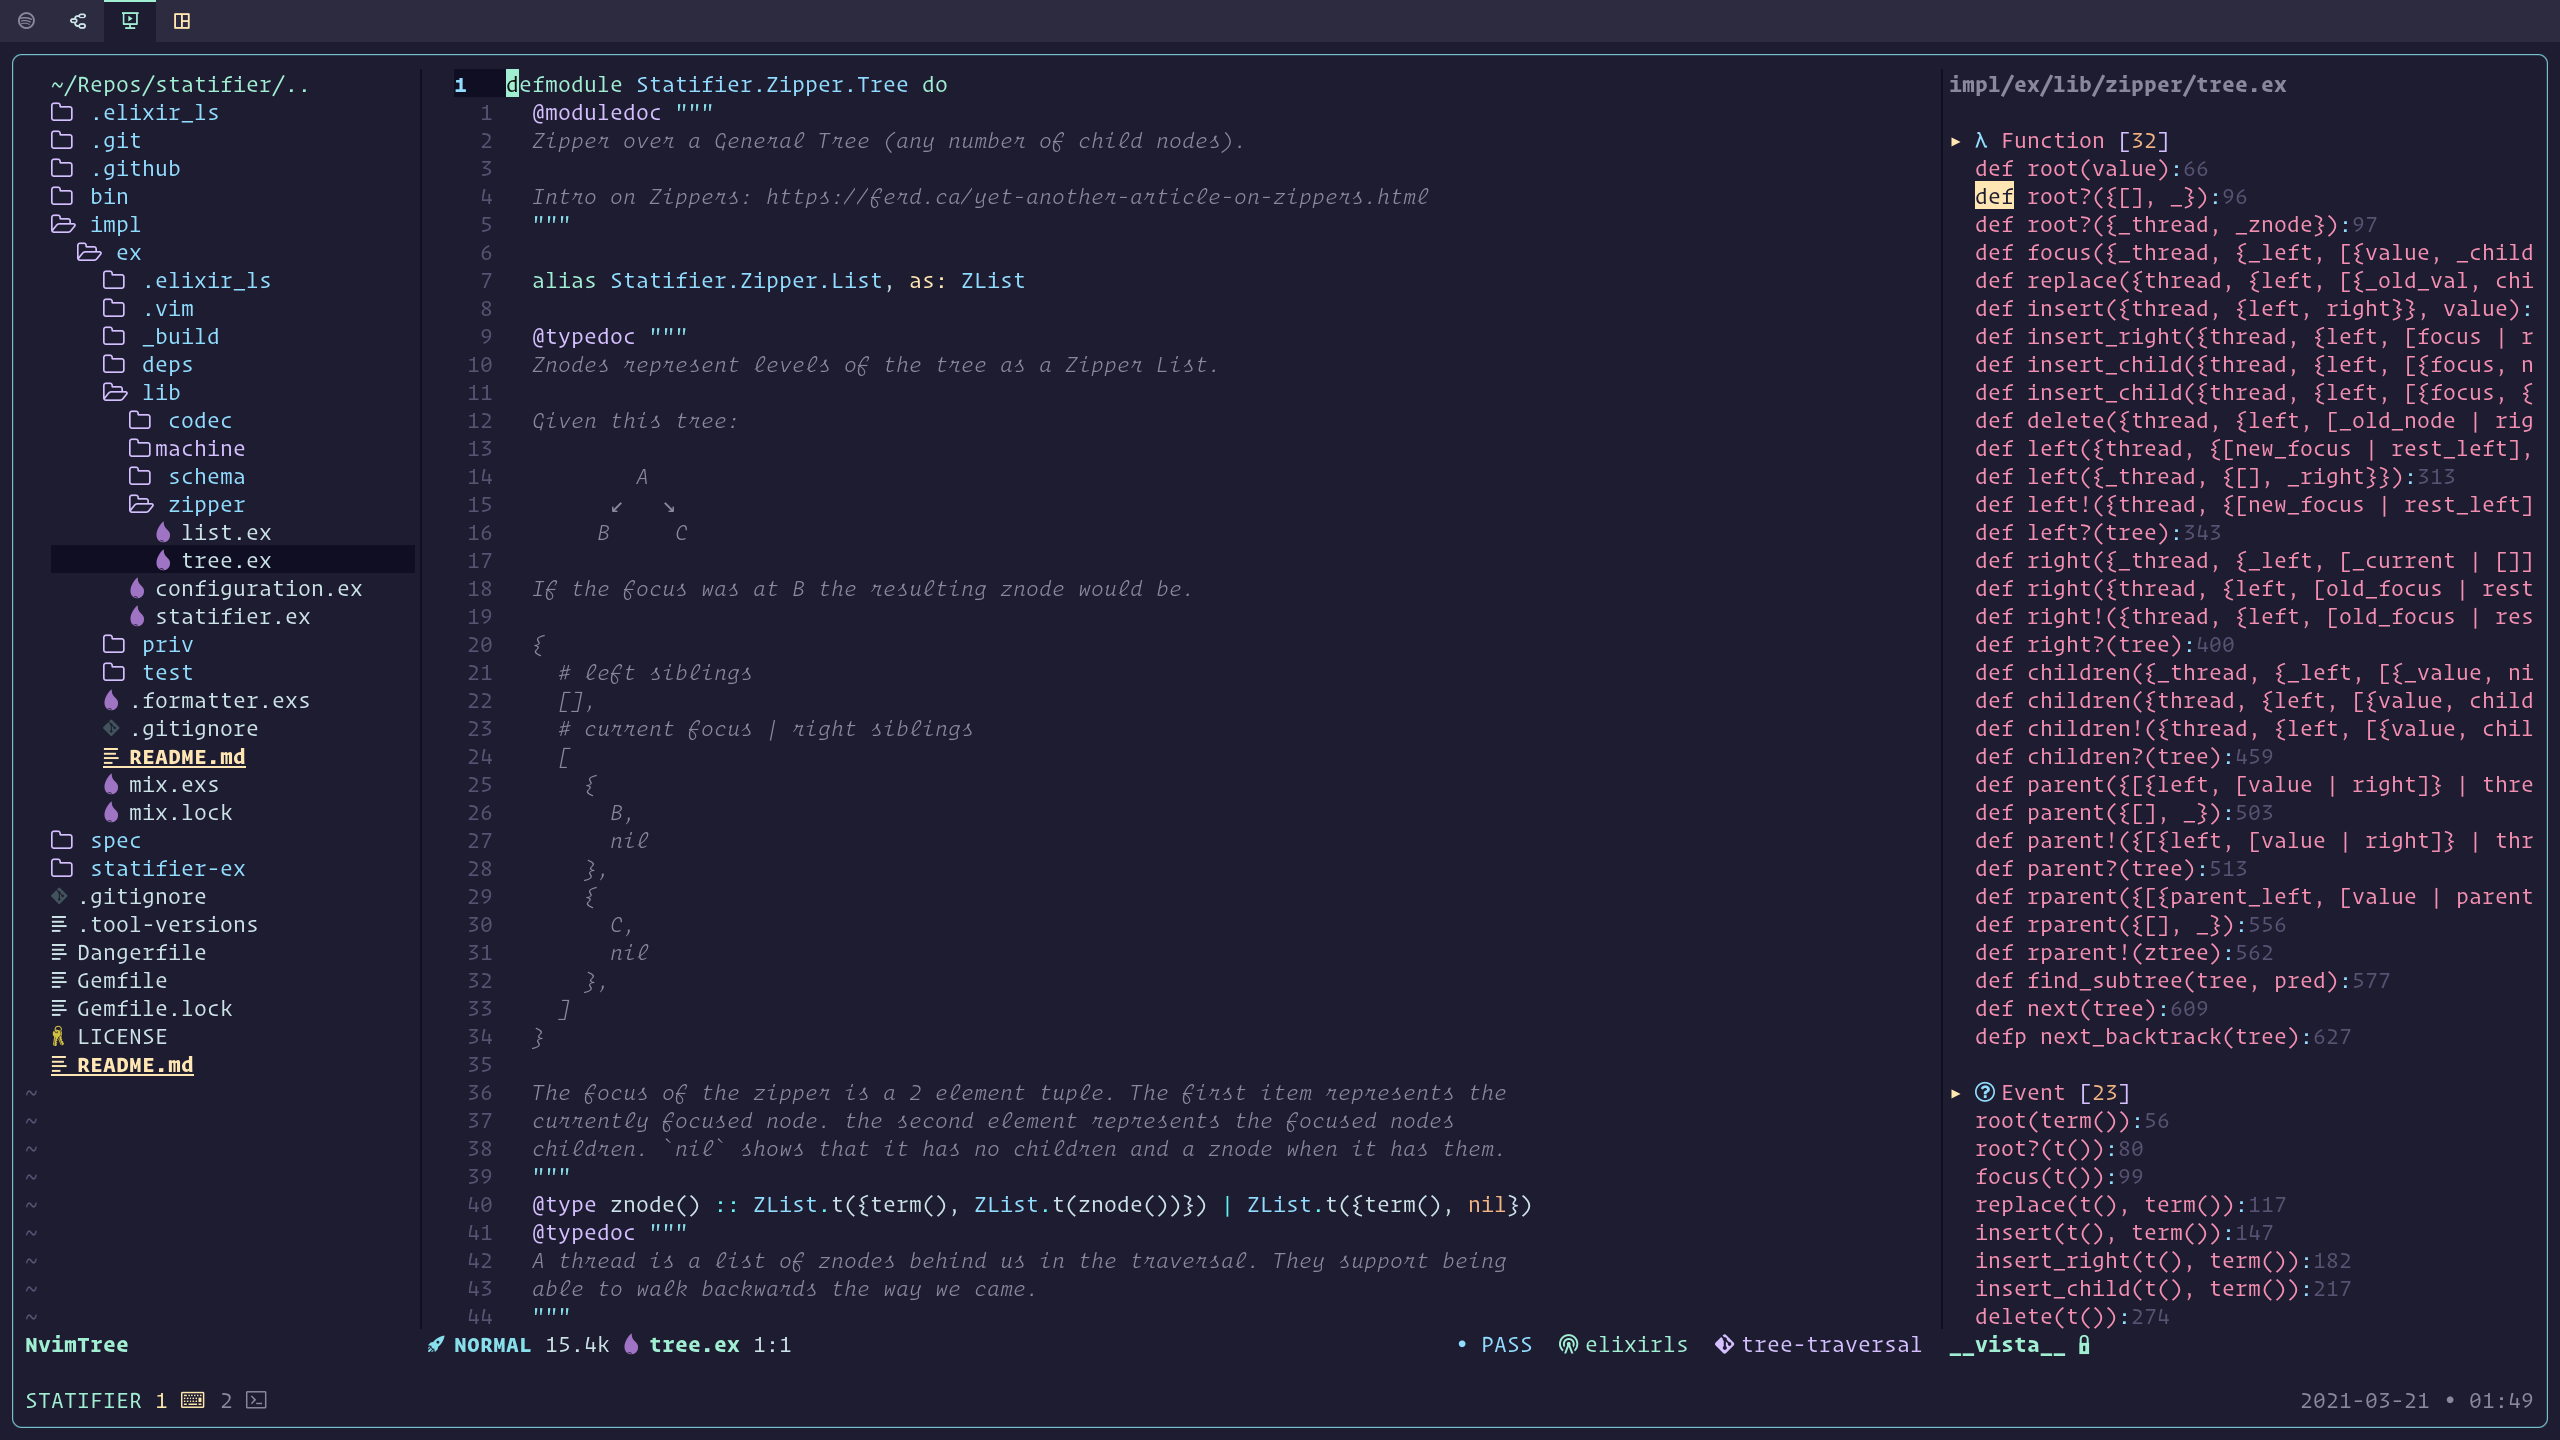 ~/Repos/statifier/..
.elixir_ls
.git
.github
bin
impl
ex
.elixir_ls
.vim
_build
deps
lib
codec
machine
schema
zipper
list.ex
tree.ex
configuration.ex
statifier.ex
priv
test
.formatter.exs
.gitignore
README.md
mix.exs
mix.lock
spec
statifier-ex
.gitignore
.tool-versions
Dangerfile
Gemfile
Gemfile.lock
LICENSE
README.md
~
~
~
~
~
~
~
~
~
NvimTree
1 defmodule Statifier.Zipper.Tree do
1 @moduledoc """
2 Zipper over a General Tree (any number of child nodes).
3
4 Intro on Zippers: https://ferd.ca/yet-another-article-on-zippers.html
5 """
6
7 alias Statifier.Zipper.List, as: ZList
8
9 @typedoc """
10 Znodes represent levels of the tree as a Zipper List.
11
12 Given this tree:
13
14 A
15 ↙ ↘
16 B C
17
18 If the focus was at B the resulting znode would be.
19
20 {
21 # left siblings
22 [],
23 # current focus | right siblings
24 [
25 {
26 B,
27 nil
28 },
29 {
30 C,
31 nil
32 },
33 ]
34 }
35
36 The focus of the zipper is a 2 element tuple. The first item represents the
37 currently focused node. the second element represents the focused nodes
38 children. `nil` shows that it has no children and a znode when it has them.
39 """
40 @type znode() :: ZList.t({term(), ZList.t(znode())}) | ZList.t({term(), nil})
41 @typedoc """
42 A thread is a list of znodes behind us in the traversal. They support being
43 able to walk backwards the way we came.
44 """
NORMAL 15.4k tree.ex 1:1 • PASS elixirls tree-traversal
impl/ex/lib/zipper/tree.ex
▸ λ Function [32]
def root(value):66
def root?({[], _}):96
def root?({_thread, _znode}):97
def focus({_thread, {_left, [{value, _child
def replace({thread, {left, [{_old_val, chi
def insert({thread, {left, right}}, value):
def insert_right({thread, {left, [focus | r
def insert_child({thread, {left, [{focus, n
def insert_child({thread, {left, [{focus, {
def delete({thread, {left, [_old_node | rig
def left({thread, {[new_focus | rest_left],
def left({_thread, {[], _right}}):313
def left!({thread, {[new_focus | rest_left]
def left?(tree):343
def right({_thread, {_left, [_current | []]
def right({thread, {left, [old_focus | rest
def right!({thread, {left, [old_focus | res
def right?(tree):400
def children({_thread, {_left, [{_value, ni
def children({thread, {left, [{value, child
def children!({thread, {left, [{value, chil
def children?(tree):459
def parent({[{left, [value | right]} | thre
def parent({[], _}):503
def parent!({[{left, [value | right]} | thr
def parent?(tree):513
def rparent({[{parent_left, [value | parent
def rparent({[], _}):556
def rparent!(ztree):562
def find_subtree(tree, pred):577
def next(tree):609
defp next_backtrack(tree):627
▸ Event [23]
root(term()):56
root?(t()):80
focus(t()):99
replace(t(), term()):117
insert(t(), term()):147
insert_right(t(), term()):182
insert_child(t(), term()):217
delete(t()):274
__vista__
STATIFIER 1 2
2021-03-21 • 01:49